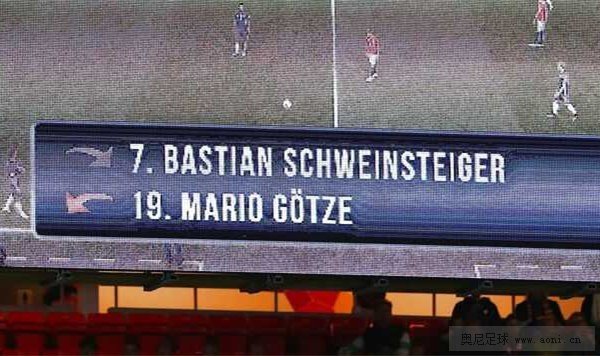 7. BASTIAN SCHWEINSTEIGER
19. MARIO GÖTZE
奥尼足球
www.aoni.cn